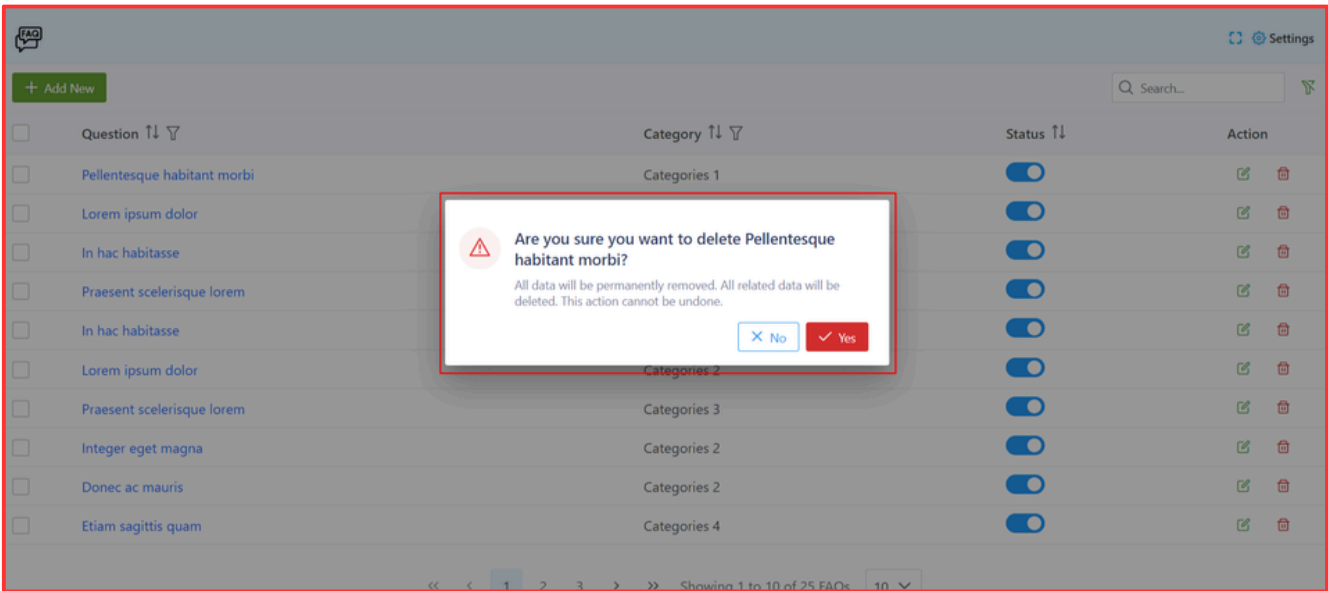 FAQ
Settings
+ Add New
Search...
Question Category Status Action
Pellentesque habitant morbi Categories 1
Lorem ipsum dolor
In hac habitasse
Praesent scelerisque lorem
In hac habitasse
Lorem ipsum dolor Categories 2
Praesent scelerisque lorem Categories 3
Integer eget magna Categories 2
Donec ac mauris Categories 2
Etiam sagittis quam Categories 4
Are you sure you want to delete Pellentesque
habitant morbi?
All data will be permanently removed. All related data will be
deleted. This action cannot be undone.
No Yes
<< < 1 2 3 > >> Showing 1 to 10 of 25 FAQs 10